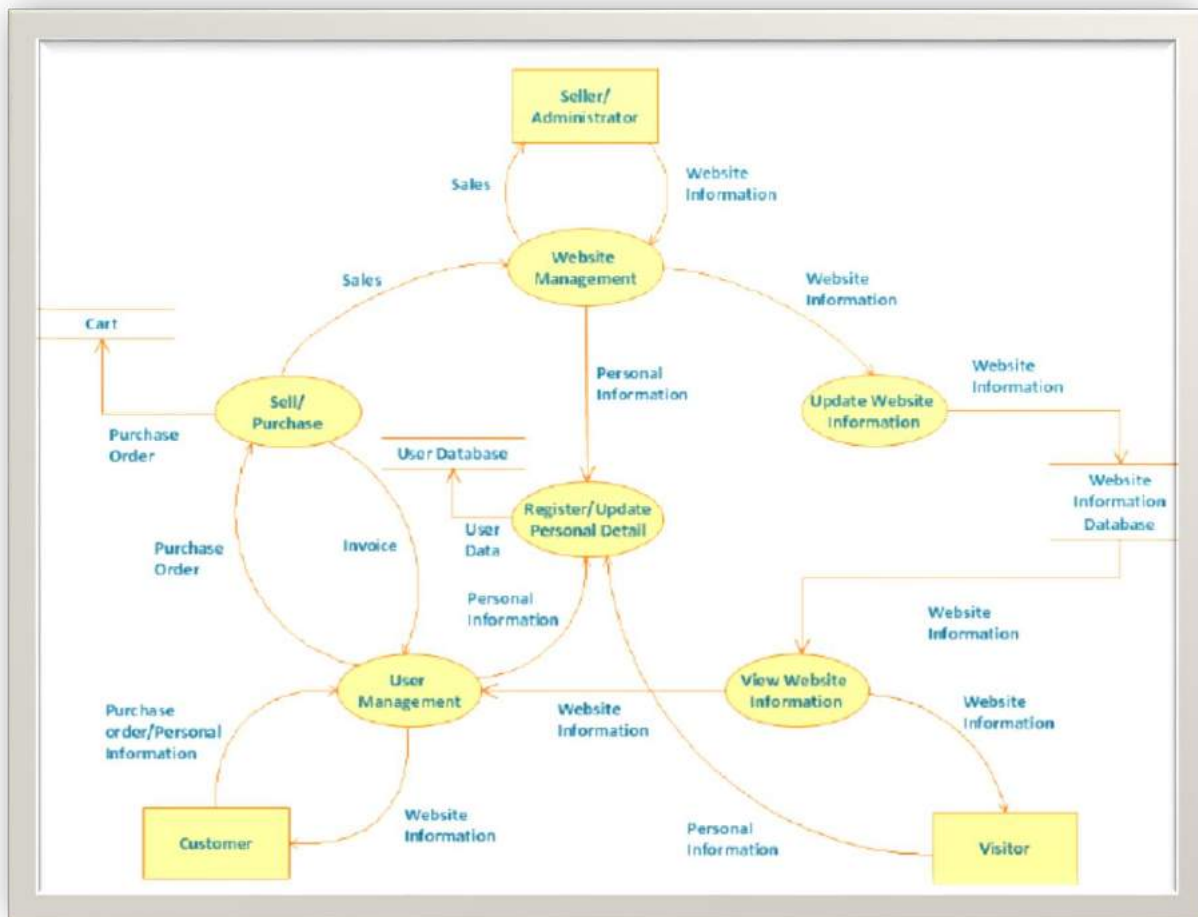 Seller/
Administrator
Sales
Website
Information
Website
Management
Sales
Website
Information
Cart
Personal
Information
Website
Information
Sell/
Purchase
Update Website
Information
Purchase
Order
User Database
Website
Information
Database
Register/Update
Personal Detail
User
Data
Purchase
Order
Invoice
Personal
Information
Website
Information
User
Management
View Website
Information
Purchase
order/Personal
Information
Website
Information
Website
Information
Website
Information
Personal
Information
Customer
Visitor